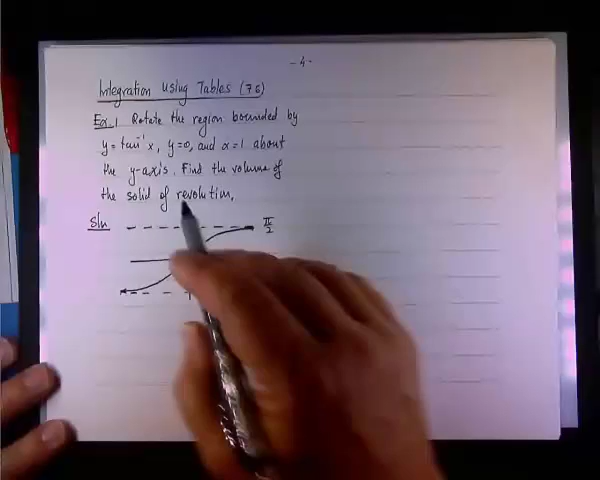 - 4 -
Integration Using Tables (7.6)
Ex.1 Rotate the region bounded by
y = tan⁻¹ x, y = 0, and x = 1 about
the y-axis. Find the volume of
the solid of revolution.
Sln
π/2